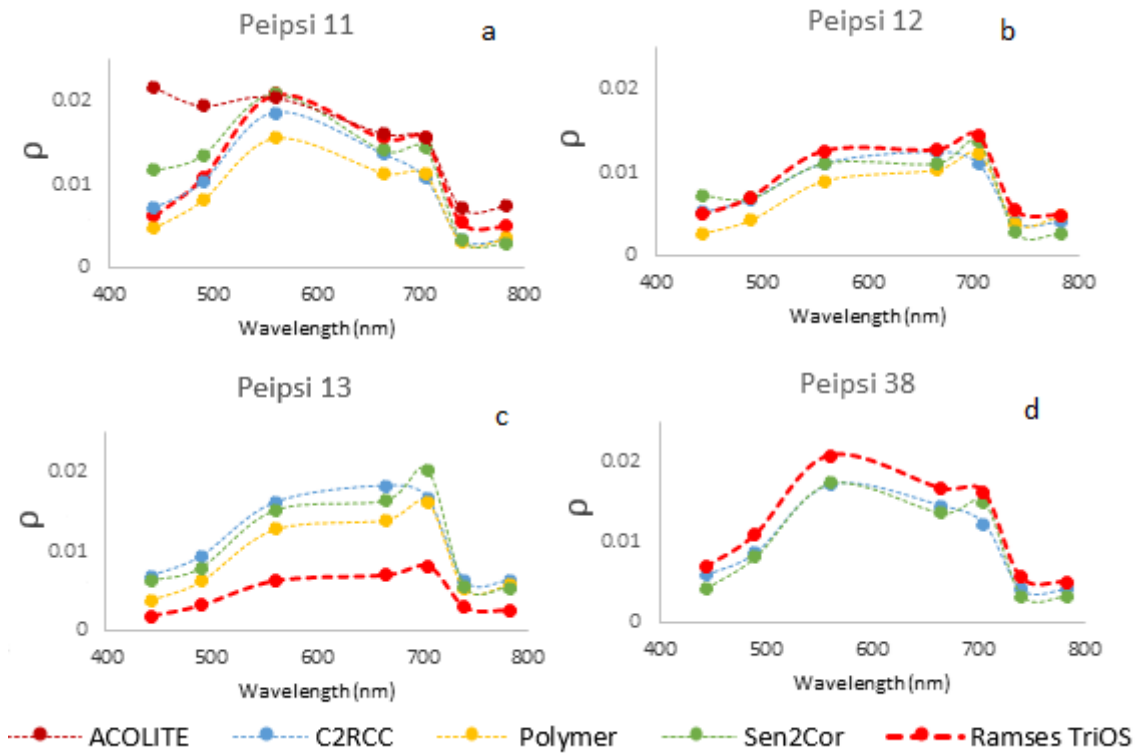 Peipsi 11
a
0.02
0.01
0
ρ
400 500 600 700 800
Wavelength (nm)
Peipsi 12
b
0.02
0.01
0
ρ
400 500 600 700 800
Wavelength (nm)
Peipsi 13
c
0.02
0.01
0
ρ
400 500 600 700 800
Wavelength (nm)
Peipsi 38
d
0.02
0.01
0
ρ
400 500 600 700 800
Wavelength (nm)
ACOLITE C2RCC Polymer Sen2Cor Ramses TriOS